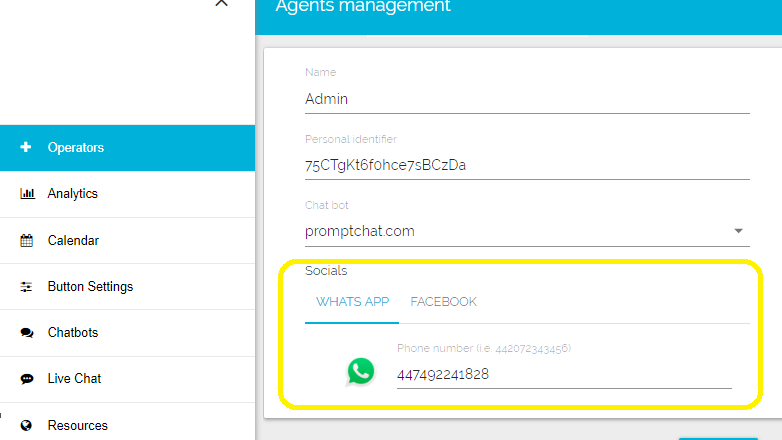 Agents management
Operators
Analytics
Calendar
Button Settings
Chatbots
Live Chat
Resources
Name
Admin
Personal identifier
75CTgKt6f0hce7sBCzDa
Chat bot
promptchat.com
Socials
WHATS APP
FACEBOOK
Phone number (i.e. 442072343456)
447492241828